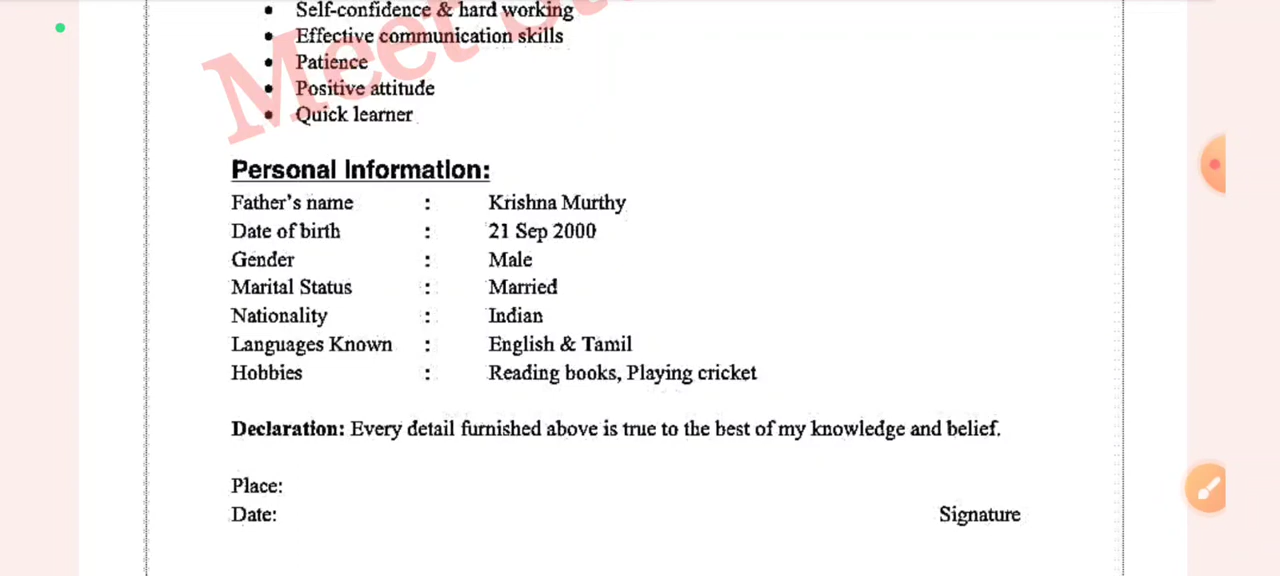 Self-confidence & hard working
Effective communication skills
Patience
Positive attitude
Quick learner
Meet
Personal Information:
Father's name : Krishna Murthy
Date of birth : 21 Sep 2000
Gender : Male
Marital Status : Married
Nationality : Indian
Languages Known : English & Tamil
Hobbies : Reading books, Playing cricket
Declaration: Every detail furnished above is true to the best of my knowledge and belief.
Place:
Date: Signature